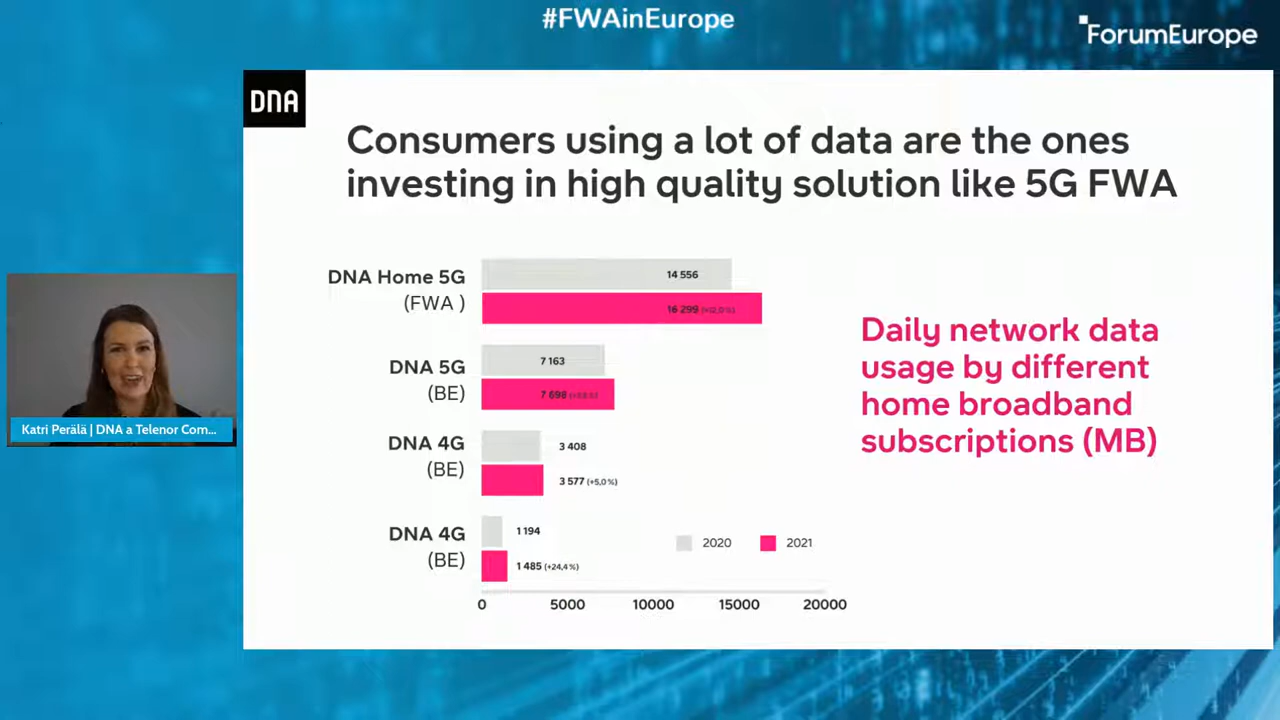 #FWAinEurope
ForumEurope
DNA
Consumers using a lot of data are the ones
investing in high quality solution like 5G FWA
DNA Home 5G
(FWA )
14 556
16 299
DNA 5G
(BE)
7 163
7 698
DNA 4G
(BE)
3 408
3 577 (+5,0 %)
DNA 4G
(BE)
1 194
1 485 (+24,4 %)
2020
2021
0 5000 10000 15000 20000
Daily network data
usage by different
home broadband
subscriptions (MB)
Katri Perälä | DNA a Telenor Com...